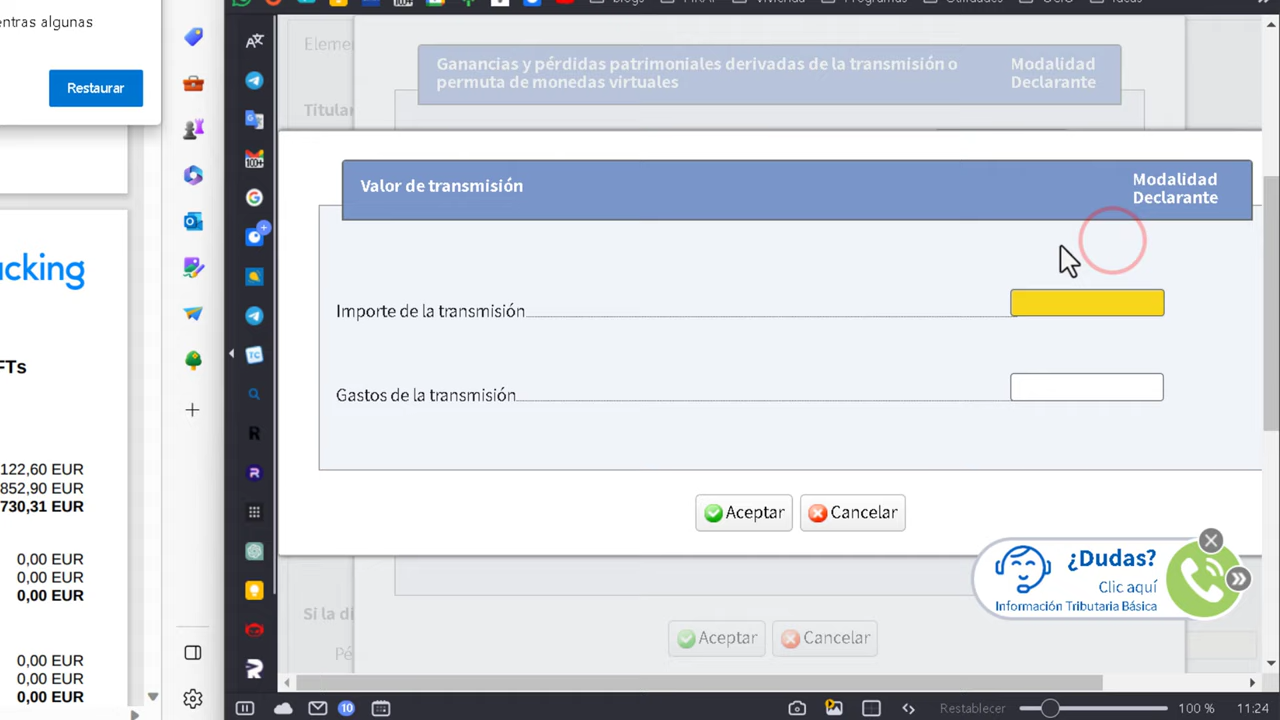 entras algunas
Restaurar
acking
FTs
122,60 EUR
852,90 EUR
730,31 EUR
0,00 EUR
0,00 EUR
0,00 EUR
0,00 EUR
0,00 EUR
0,00 EUR
Eleme
Titular
Ganancias y pérdidas patrimoniales derivadas de la transmisión o
permuta de monedas virtuales
Modalidad
Declarante
Valor de transmisión
Modalidad
Declarante
Importe de la transmisión
Gastos de la transmisión
Aceptar
Cancelar
¿Dudas?
Clic aquí
Información Tributaria Básica
Si la di
Pé
Aceptar
Cancelar
10
Restablecer
100 %
11:24